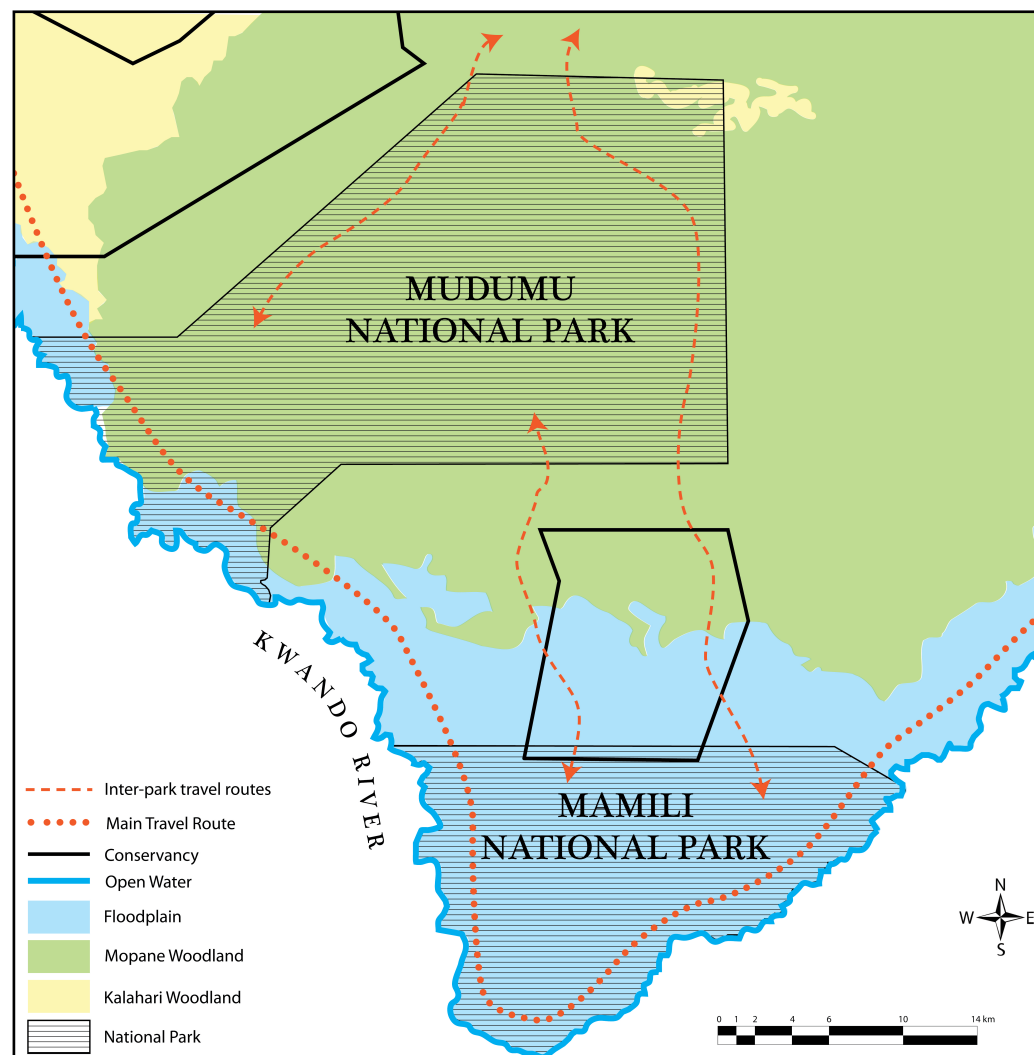 MUDUMU
NATIONAL PARK
KWANDO RIVER
MAMILI
NATIONAL PARK
Inter-park travel routes
Main Travel Route
Conservancy
Open Water
Floodplain
Mopane Woodland
Kalahari Woodland
National Park
N
W E
S
0 1 2 4 6 10 14 km